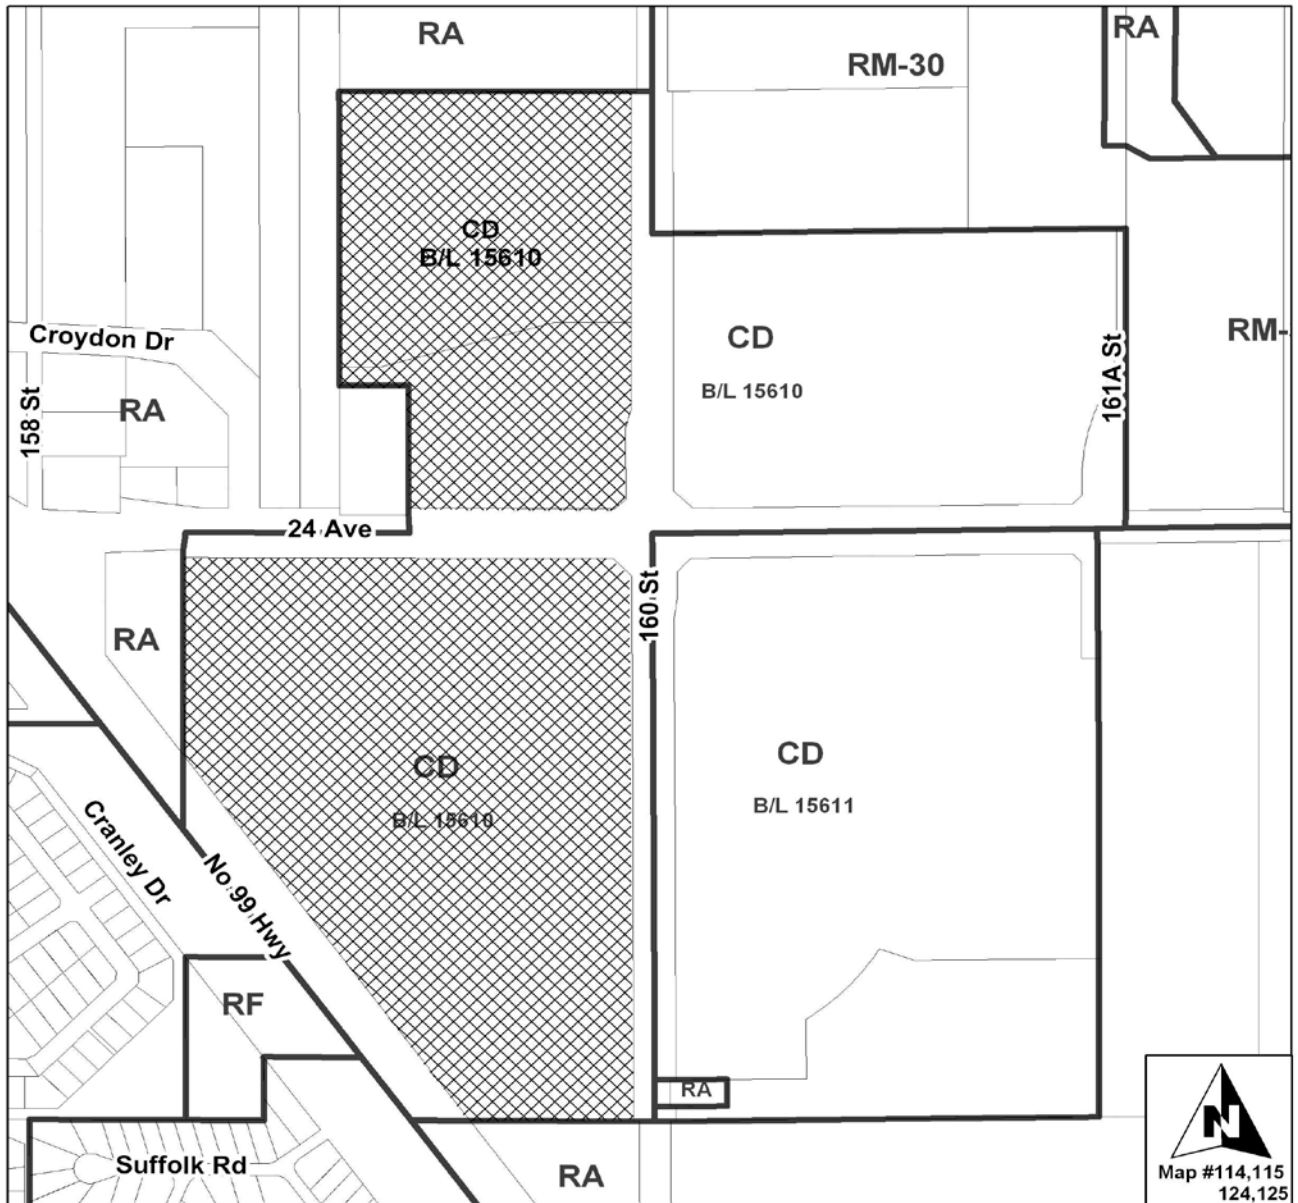 RA
RM-30
RA
CD
B/L 15610
Croydon Dr
CD
RM-
B/L 15610
161A St
158 St
RA
24 Ave
160 St
RA
CD
B/L 15610
CD
B/L 15611
Cranley Dr
No 99 Hwy
RF
RA
Suffolk Rd
RA
N
Map #114,115
124,125